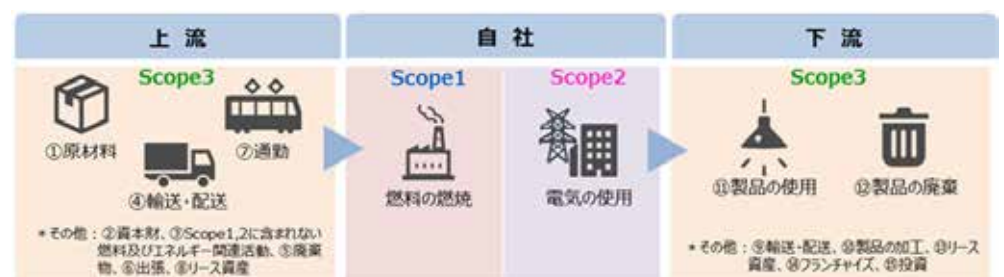 上 流
自 社
下 流
Scope3
Scope1
Scope2
Scope3
①原材料
⑦通勤
④輸送・配送
燃料の燃焼
電気の使用
⑪製品の使用
⑫製品の廃棄
*その他:②資本財、③Scope1,2に含まれない
燃料及びエネルギー関連活動、⑤廃棄
物、⑥出張、⑧リース資産
*その他:⑨輸送・配送、⑩製品の加工、⑬リース
資産、⑭フランチャイズ、⑮投資